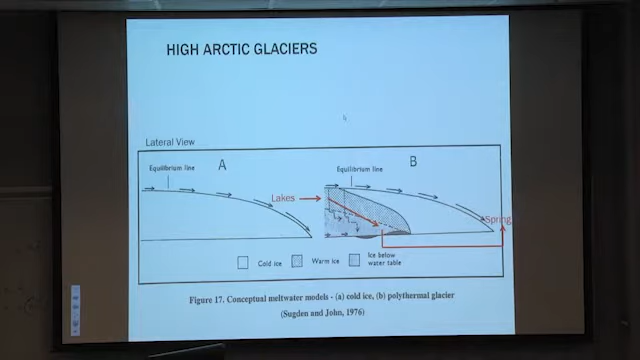 HIGH ARCTIC GLACIERS
Lateral View
Equilibrium line
A
Equilibrium line
B
Lakes
Spring
Cold ice
Warm ice
Ice below
water table
Figure 17. Conceptual meltwater models - (a) cold ice, (b) polythermal glacier
(Sugden and John, 1976)